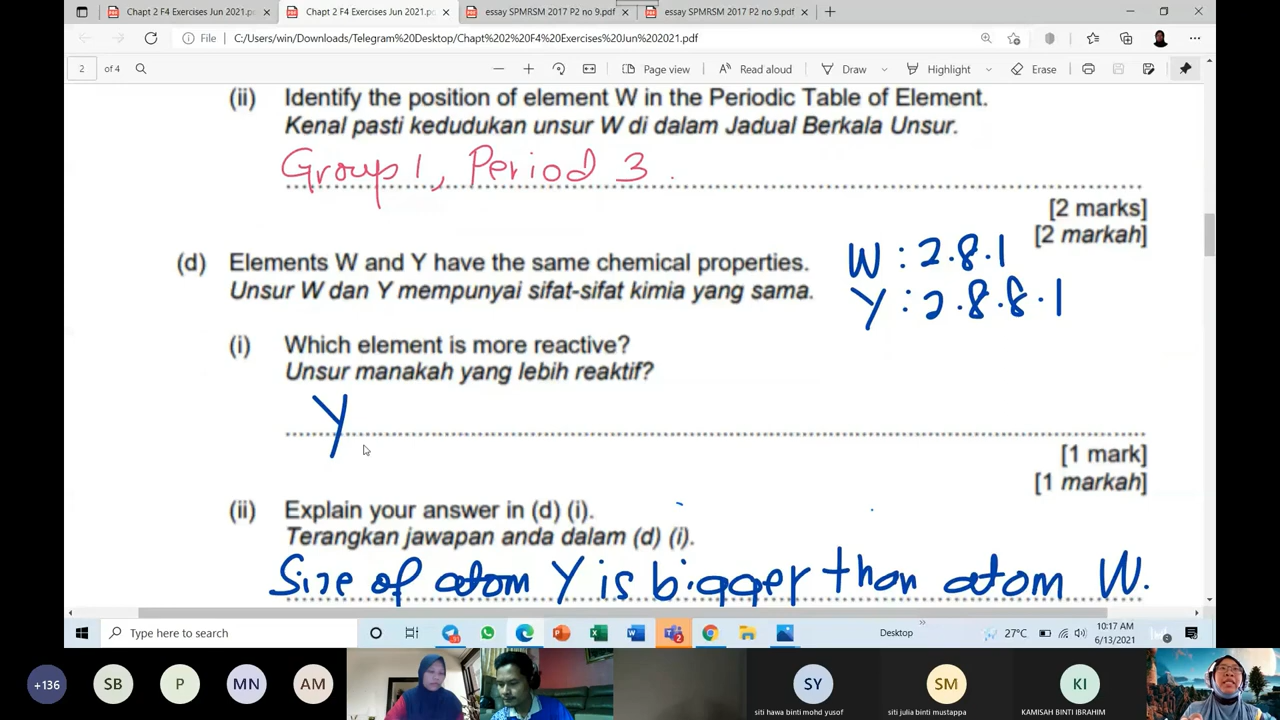 Chapt 2 F4 Exercises Jun 2021.pdf
Chapt 2 F4 Exercises Jun 2021.pc
essay SPMRSM 2017 P2 no 9.pdf
essay SPMRSM 2017 P2 no 9.pdf
File
C:/Users/win/Downloads/Telegram%20Desktop/Chapt%202%20F4%20Exercises%20Jun%202021.pdf
2 of 4
Page view
Read aloud
Draw
Highlight
Erase
(ii) Identify the position of element W in the Periodic Table of Element.
Kenal pasti kedudukan unsur W di dalam Jadual Berkala Unsur.
Group 1, Period 3.
[2 marks]
[2 markah]
(d) Elements W and Y have the same chemical properties.
Unsur W dan Y mempunyai sifat-sifat kimia yang sama.
W : 2.8.1
Y : 2.8.8.1
(i) Which element is more reactive?
Unsur manakah yang lebih reaktif?
Y
[1 mark]
[1 markah]
(ii) Explain your answer in (d) (i).
Terangkan jawapan anda dalam (d) (i).
Size of atom Y is bigger than atom W.
Type here to search
Desktop
27°C
10:17 AM
6/13/2021
+136
SB
P
MN
AM
SY
siti hawa binti mohd yusof
SM
siti julia binti mustappa
KI
KAMISAH BINTI IBRAHIM